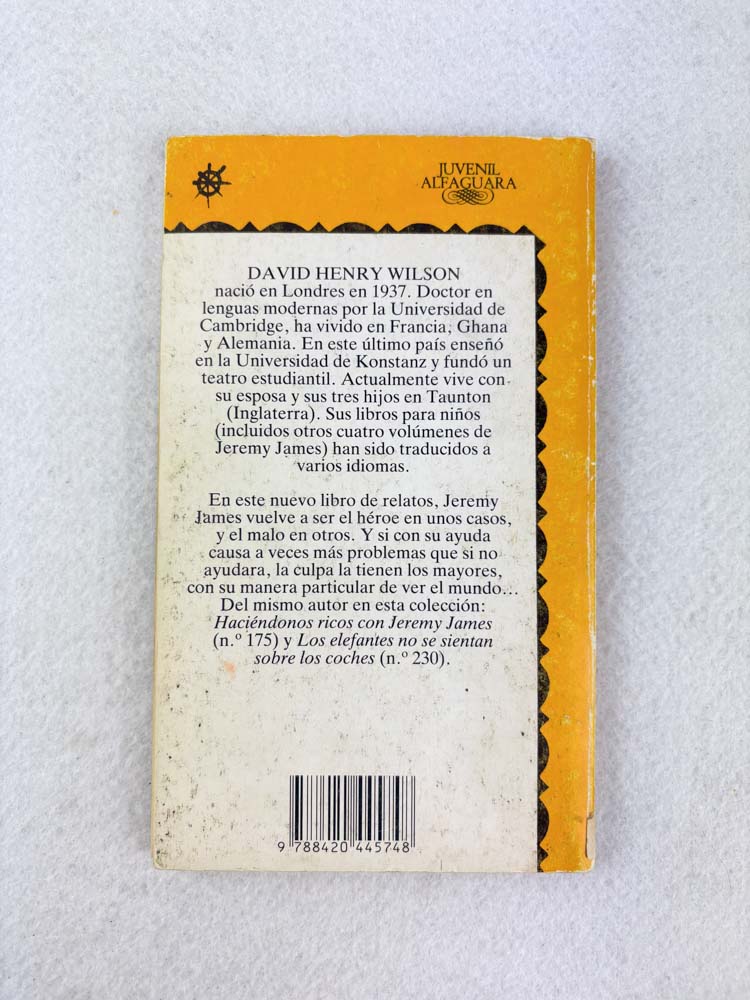 JUVENIL
ALFAGUARA
DAVID HENRY WILSON
nació en Londres en 1937. Doctor en
lenguas modernas por la Universidad de
Cambridge, ha vivido en Francia, Ghana
y Alemania. En este último país enseñó
en la Universidad de Konstanz y fundó un
teatro estudiantil. Actualmente vive con
su esposa y sus tres hijos en Taunton
(Inglaterra). Sus libros para niños
(incluidos otros cuatro volúmenes de
Jeremy James) han sido traducidos a
varios idiomas.
En este nuevo libro de relatos, Jeremy
James vuelve a ser el héroe en unos casos,
y el malo en otros. Y si con su ayuda
causa a veces más problemas que si no
ayudara, la culpa la tienen los mayores,
con su manera particular de ver el mundo...
Del mismo autor en esta colección:
Haciéndonos ricos con Jeremy James
(n.º 175) y Los elefantes no se sientan
sobre los coches (n.º 230).
9 788420 445748